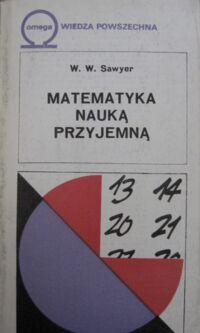 omega WIEDZA POWSZECHNA
W. W. Sawyer
MATEMATYKA
NAUKĄ
PRZYJEMNĄ
13 14
20 21